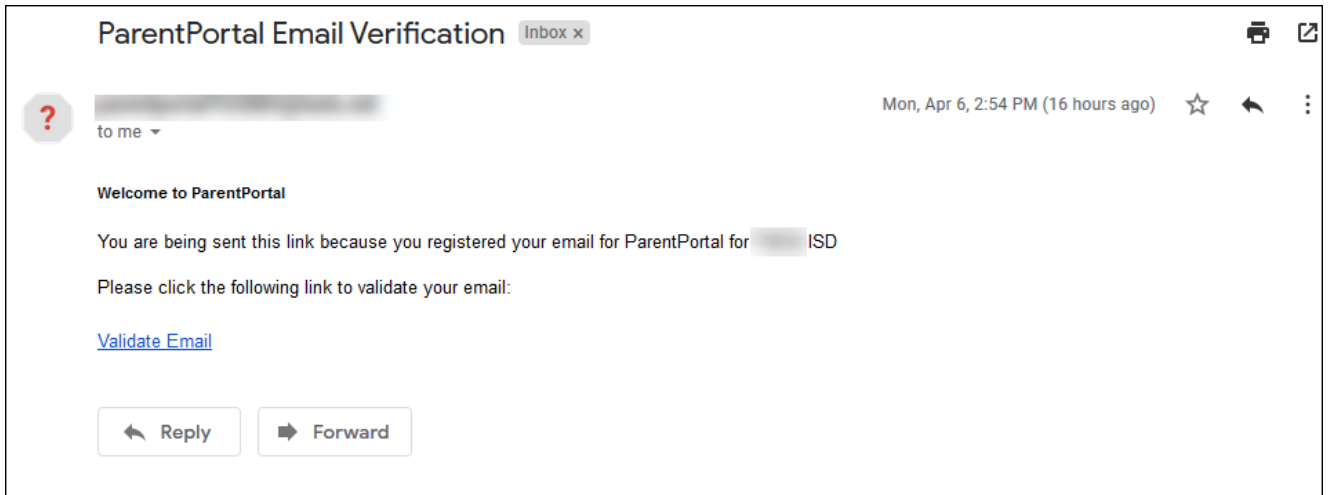 ParentPortal Email Verification Inbox x
?
Mon, Apr 6, 2:54 PM (16 hours ago)
to me
Welcome to ParentPortal
You are being sent this link because you registered your email for ParentPortal for ISD
Please click the following link to validate your email:
Validate Email
Reply Forward